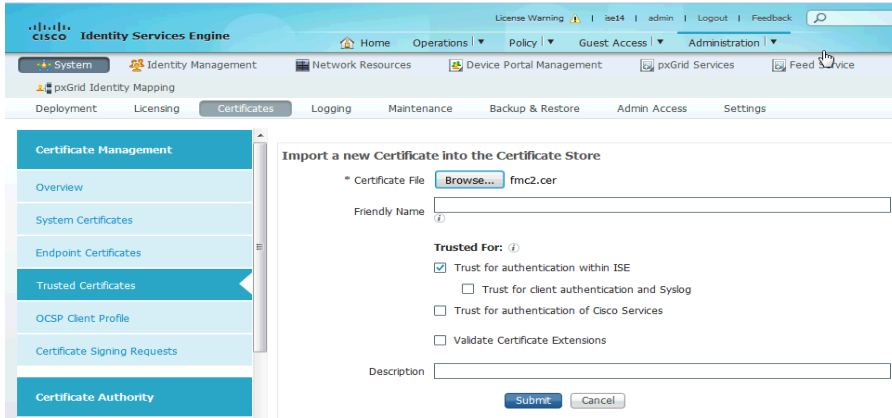 License Warning | ise14 | admin | Logout | Feedback
cisco Identity Services Engine
Home Operations | Policy | Guest Access | Administration |
System Identity Management Network Resources Device Portal Management pxGrid Services Feed Service
pxGrid Identity Mapping
Deployment Licensing Certificates Logging Maintenance Backup & Restore Admin Access Settings
Certificate Management
Overview
System Certificates
Endpoint Certificates
Trusted Certificates
OCSP Client Profile
Certificate Signing Requests
Certificate Authority
Import a new Certificate into the Certificate Store
* Certificate File Browse... fmc2.cer
Friendly Name
Trusted For:
Trust for authentication within ISE
Trust for client authentication and Syslog
Trust for authentication of Cisco Services
Validate Certificate Extensions
Description
Submit Cancel